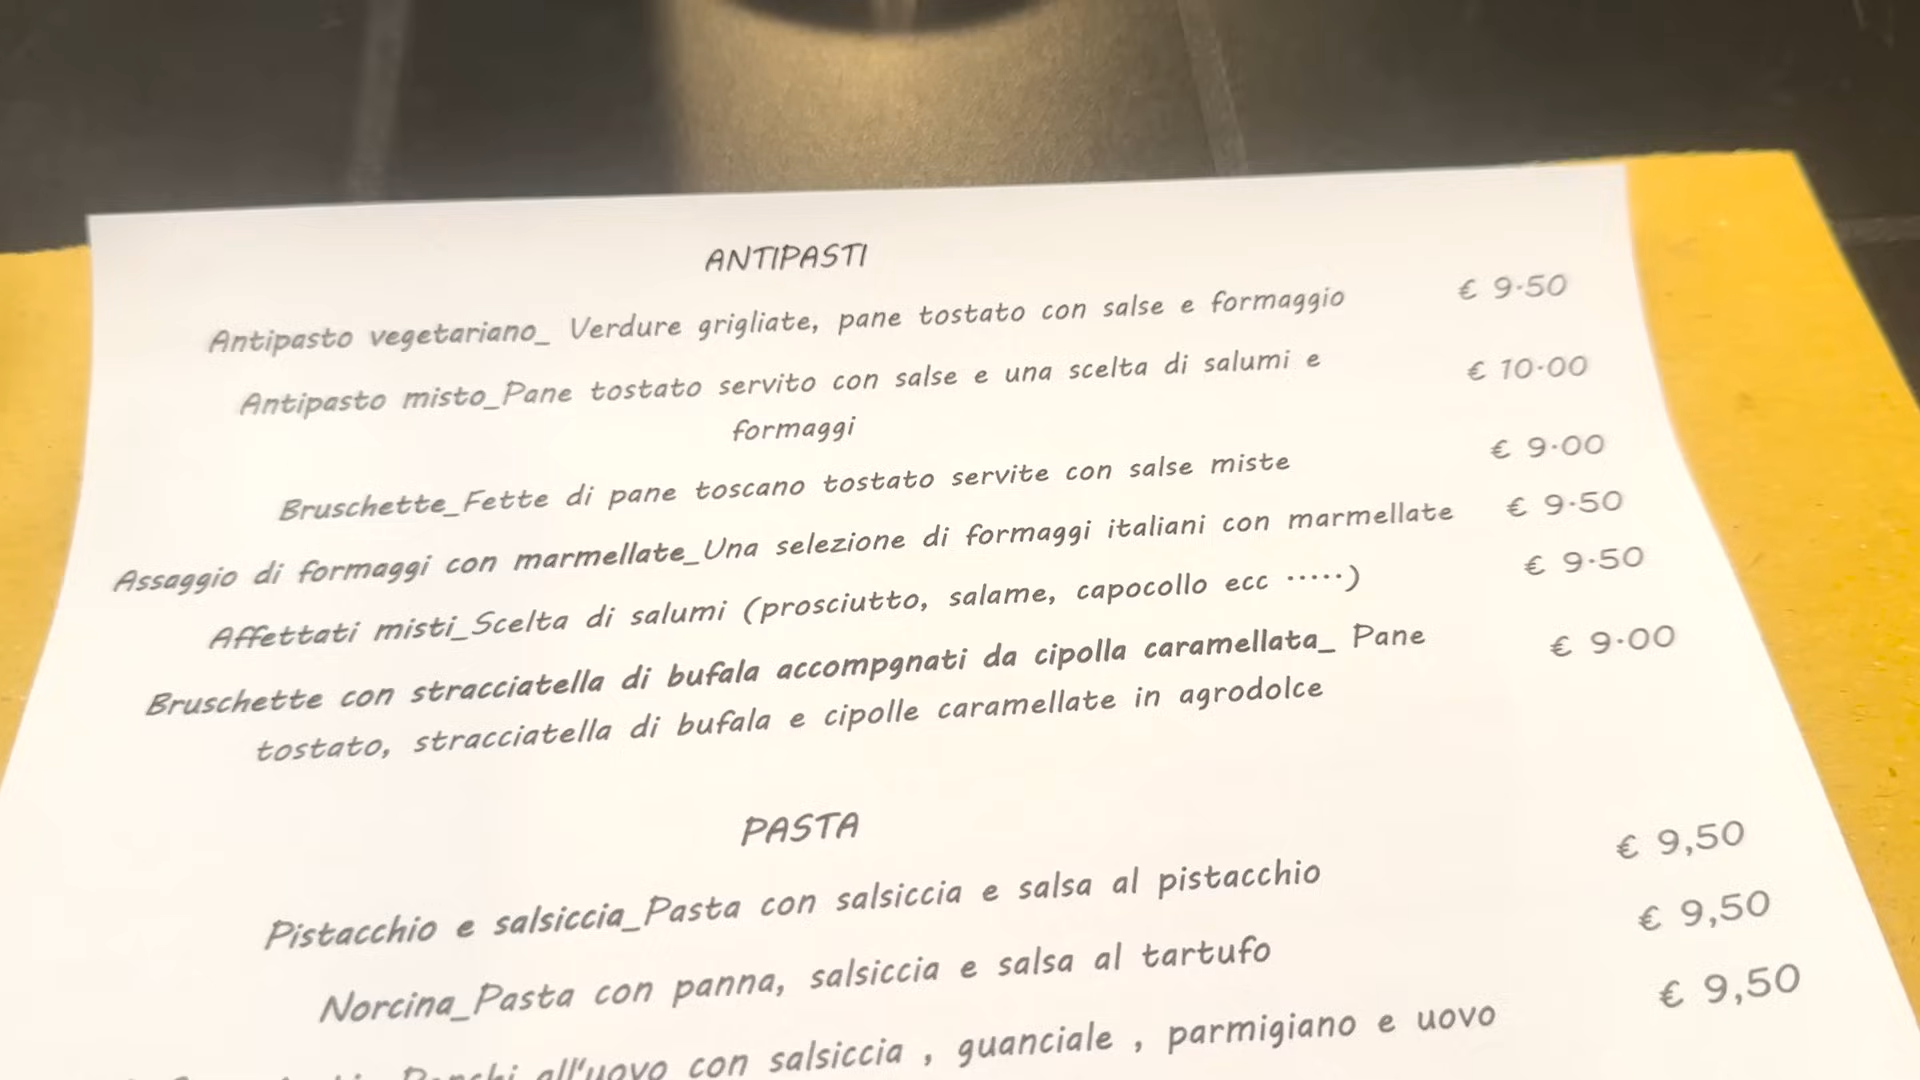 ANTIPASTI
Antipasto vegetariano_ Verdure grigliate, pane tostato con salse e formaggio € 9.50
Antipasto misto_Pane tostato servito con salse e una scelta di salumi e € 10.00
formaggi
Bruschette_Fette di pane toscano tostato servite con salse miste € 9.00
Assaggio di formaggi con marmellate_Una selezione di formaggi italiani con marmellate € 9.50
Affettati misti_Scelta di salumi (prosciutto, salame, capocollo ecc .....) € 9.50
Bruschette con stracciatella di bufala accompgnati da cipolla caramellata_ Pane € 9.00
tostato, stracciatella di bufala e cipolle caramellate in agrodolce
PASTA
Pistacchio e salsiccia_Pasta con salsiccia e salsa al pistacchio € 9,50
Norcina_Pasta con panna, salsiccia e salsa al tartufo € 9,50
all'uovo con salsiccia , guanciale , parmigiano e uovo € 9,50